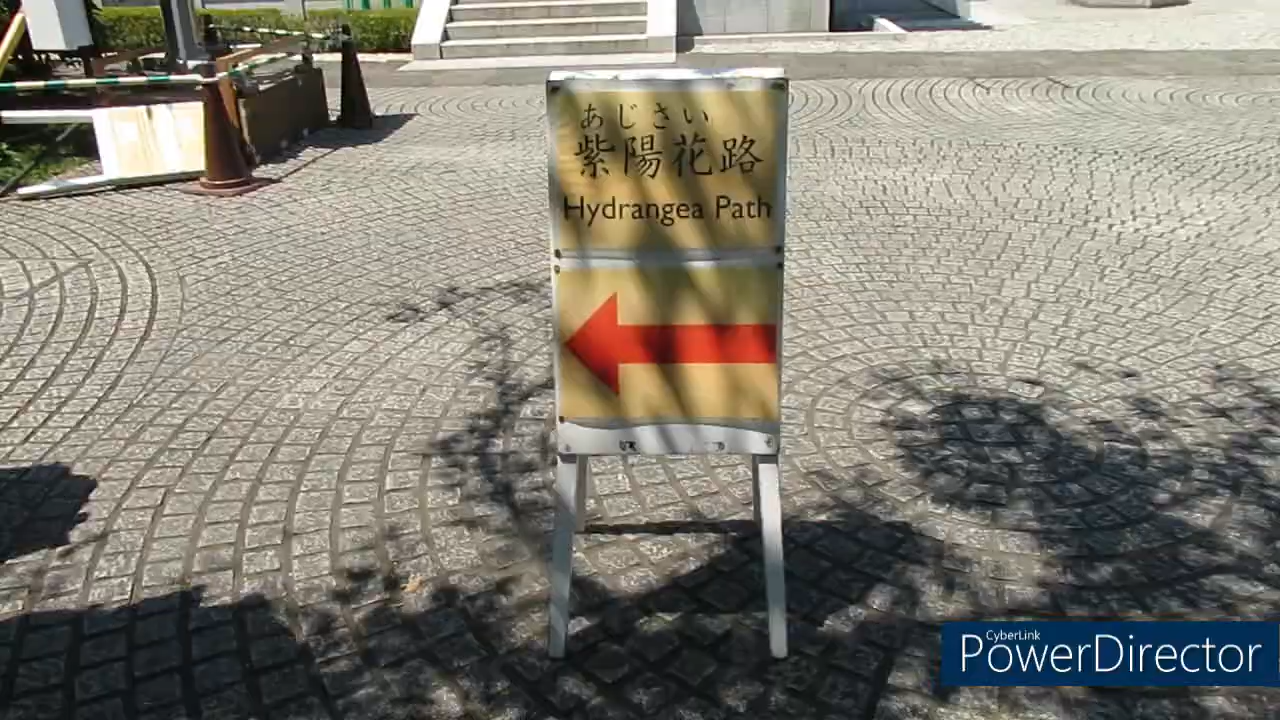 あじさい
紫陽花路
Hydrangea Path
CyberLink
PowerDirector